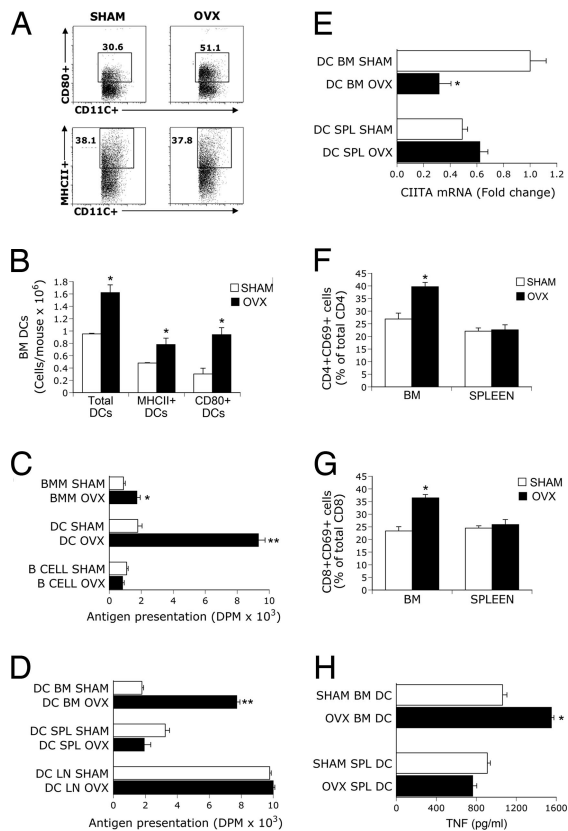 A
SHAM OVX
30.6 51.1
CD80+
CD11C+
38.1 37.8
MHCII+
CD11C+
B
BM DCs
(Cells/mouse x 10⁶)
1.8
1.6
1.4
1.2
1
0.8
0.6
0.4
0.2
0
* * *
SHAM
OVX
Total DCs
MHCII+ DCs
CD80+ DCs
C
BMM SHAM
BMM OVX *
DC SHAM
DC OVX **
B CELL SHAM
B CELL OVX
0 2 4 6 8 10
Antigen presentation (DPM x 10³)
D
DC BM SHAM
DC BM OVX **
DC SPL SHAM
DC SPL OVX
DC LN SHAM
DC LN OVX
0 2 4 6 8 10
Antigen presentation (DPM x 10³)
E
DC BM SHAM
DC BM OVX *
DC SPL SHAM
DC SPL OVX
0.0 0.2 0.4 0.6 0.8 1.0
CIITA mRNA (Fold change)
F
CD4+CD69+ cells
(% of total CD4)
45
40
35
30
25
20
15
10
5
0
*
SHAM
OVX
BM SPLEEN
G
CD8+CD69+ cells
(% of total CD8)
45
40
35
30
25
20
15
10
5
0
*
SHAM
OVX
BM SPLEEN
H
SHAM BM DC
OVX BM DC *
SHAM SPL DC
OVX SPL DC
0 400 800 1200 1600
TNF (pg/ml)